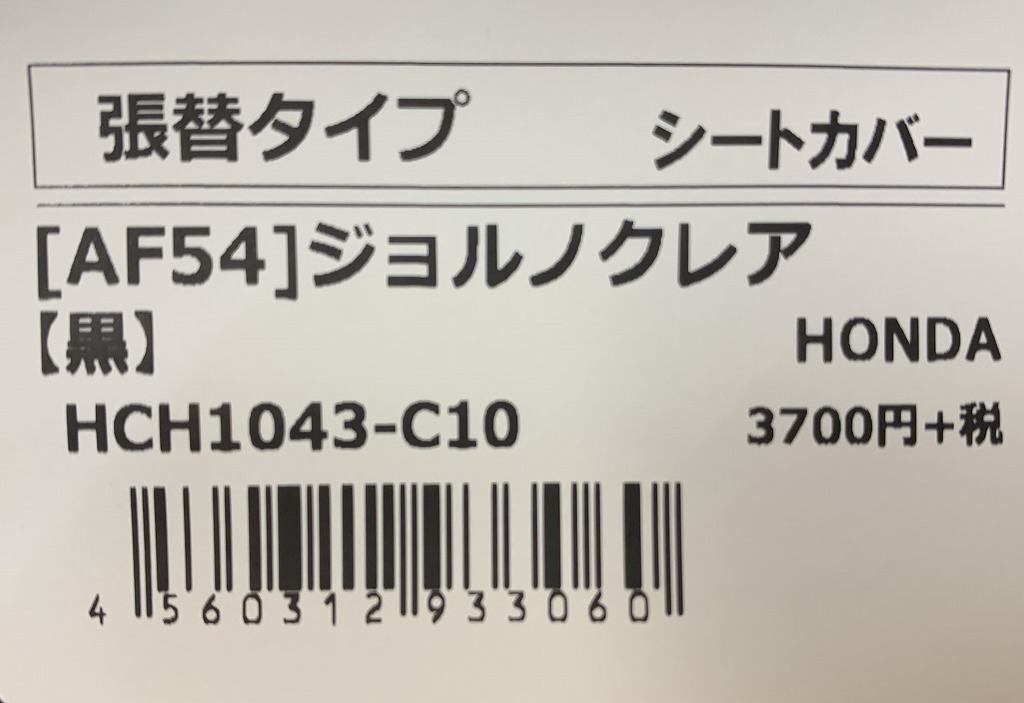 張替タイプ シートカバー
[AF54]ジョルノクレア
【黒】 HONDA
HCH1043-C10 3700円+税
4 560312 933060